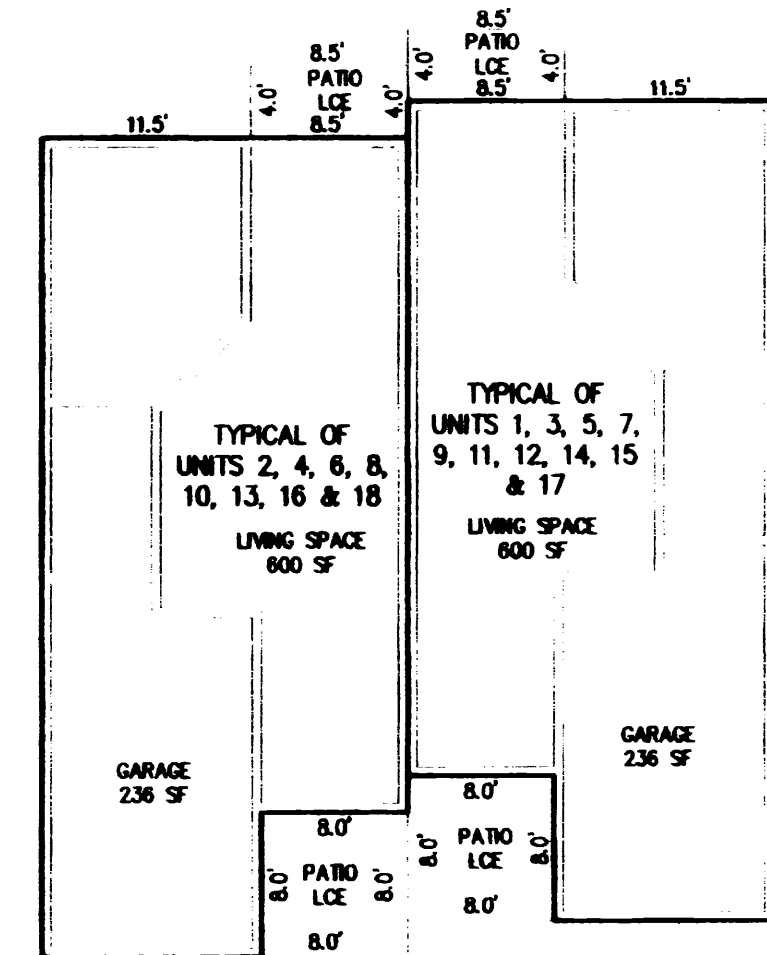 8.5'
PATIO
LCE
4.0'
4.0'
8.5'
11.5'
8.5'
PATIO
LCE
4.0'
4.0'
8.5'
11.5'
TYPICAL OF
UNITS 2, 4, 6, 8,
10, 13, 16 & 18
LIVING SPACE
600 SF
TYPICAL OF
UNITS 1, 3, 5, 7,
9, 11, 12, 14, 15
& 17
LIVING SPACE
600 SF
GARAGE
236 SF
GARAGE
236 SF
8.0'
8.0'
PATIO
LCE
8.0'
8.0'
8.0'
8.0'
PATIO
LCE
8.0'
8.0'